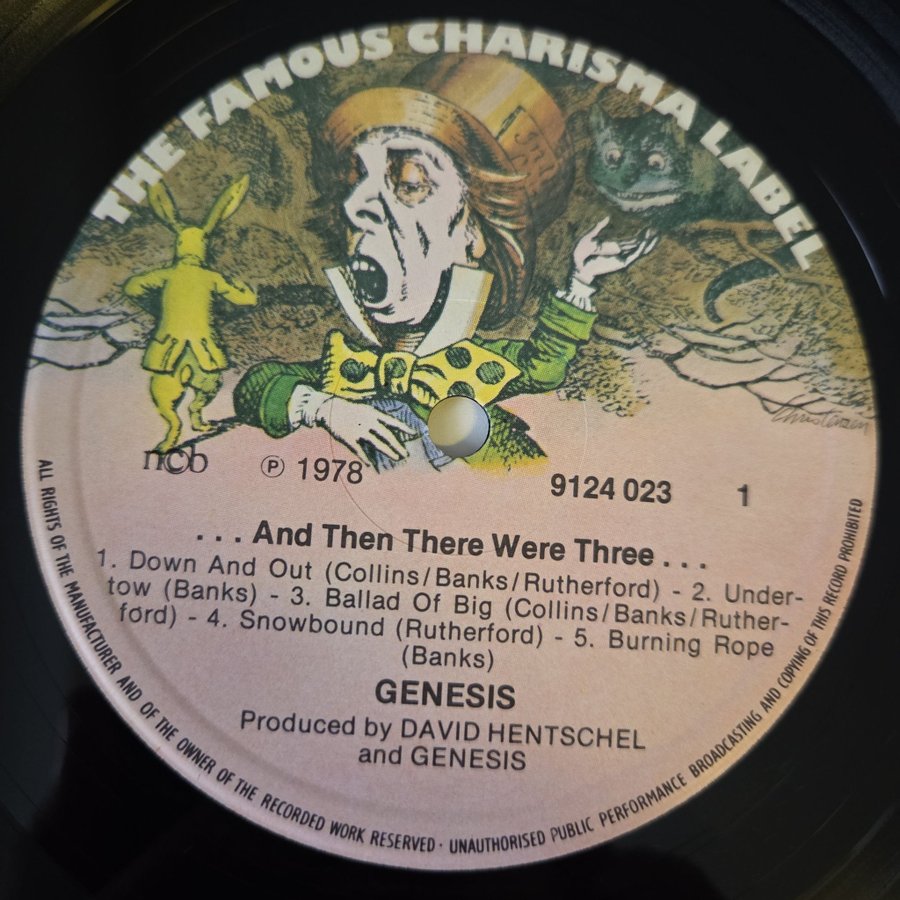 THE FAMOUS CHARISMA LABEL
Christensen
ncb ℗ 1978 9124 023 1
. . . And Then There Were Three . . .
1. Down And Out (Collins/Banks/Rutherford) - 2. Under-
tow (Banks) - 3. Ballad Of Big (Collins/Banks/Ruther-
ford) - 4. Snowbound (Rutherford) - 5. Burning Rope
(Banks)
GENESIS
Produced by DAVID HENTSCHEL
and GENESIS
ALL RIGHTS OF THE MANUFACTURER AND OF THE OWNER OF THE RECORDED WORK RESERVED · UNAUTHORISED PUBLIC PERFORMANCE BROADCASTING AND COPYING OF THIS RECORD PROHIBITED